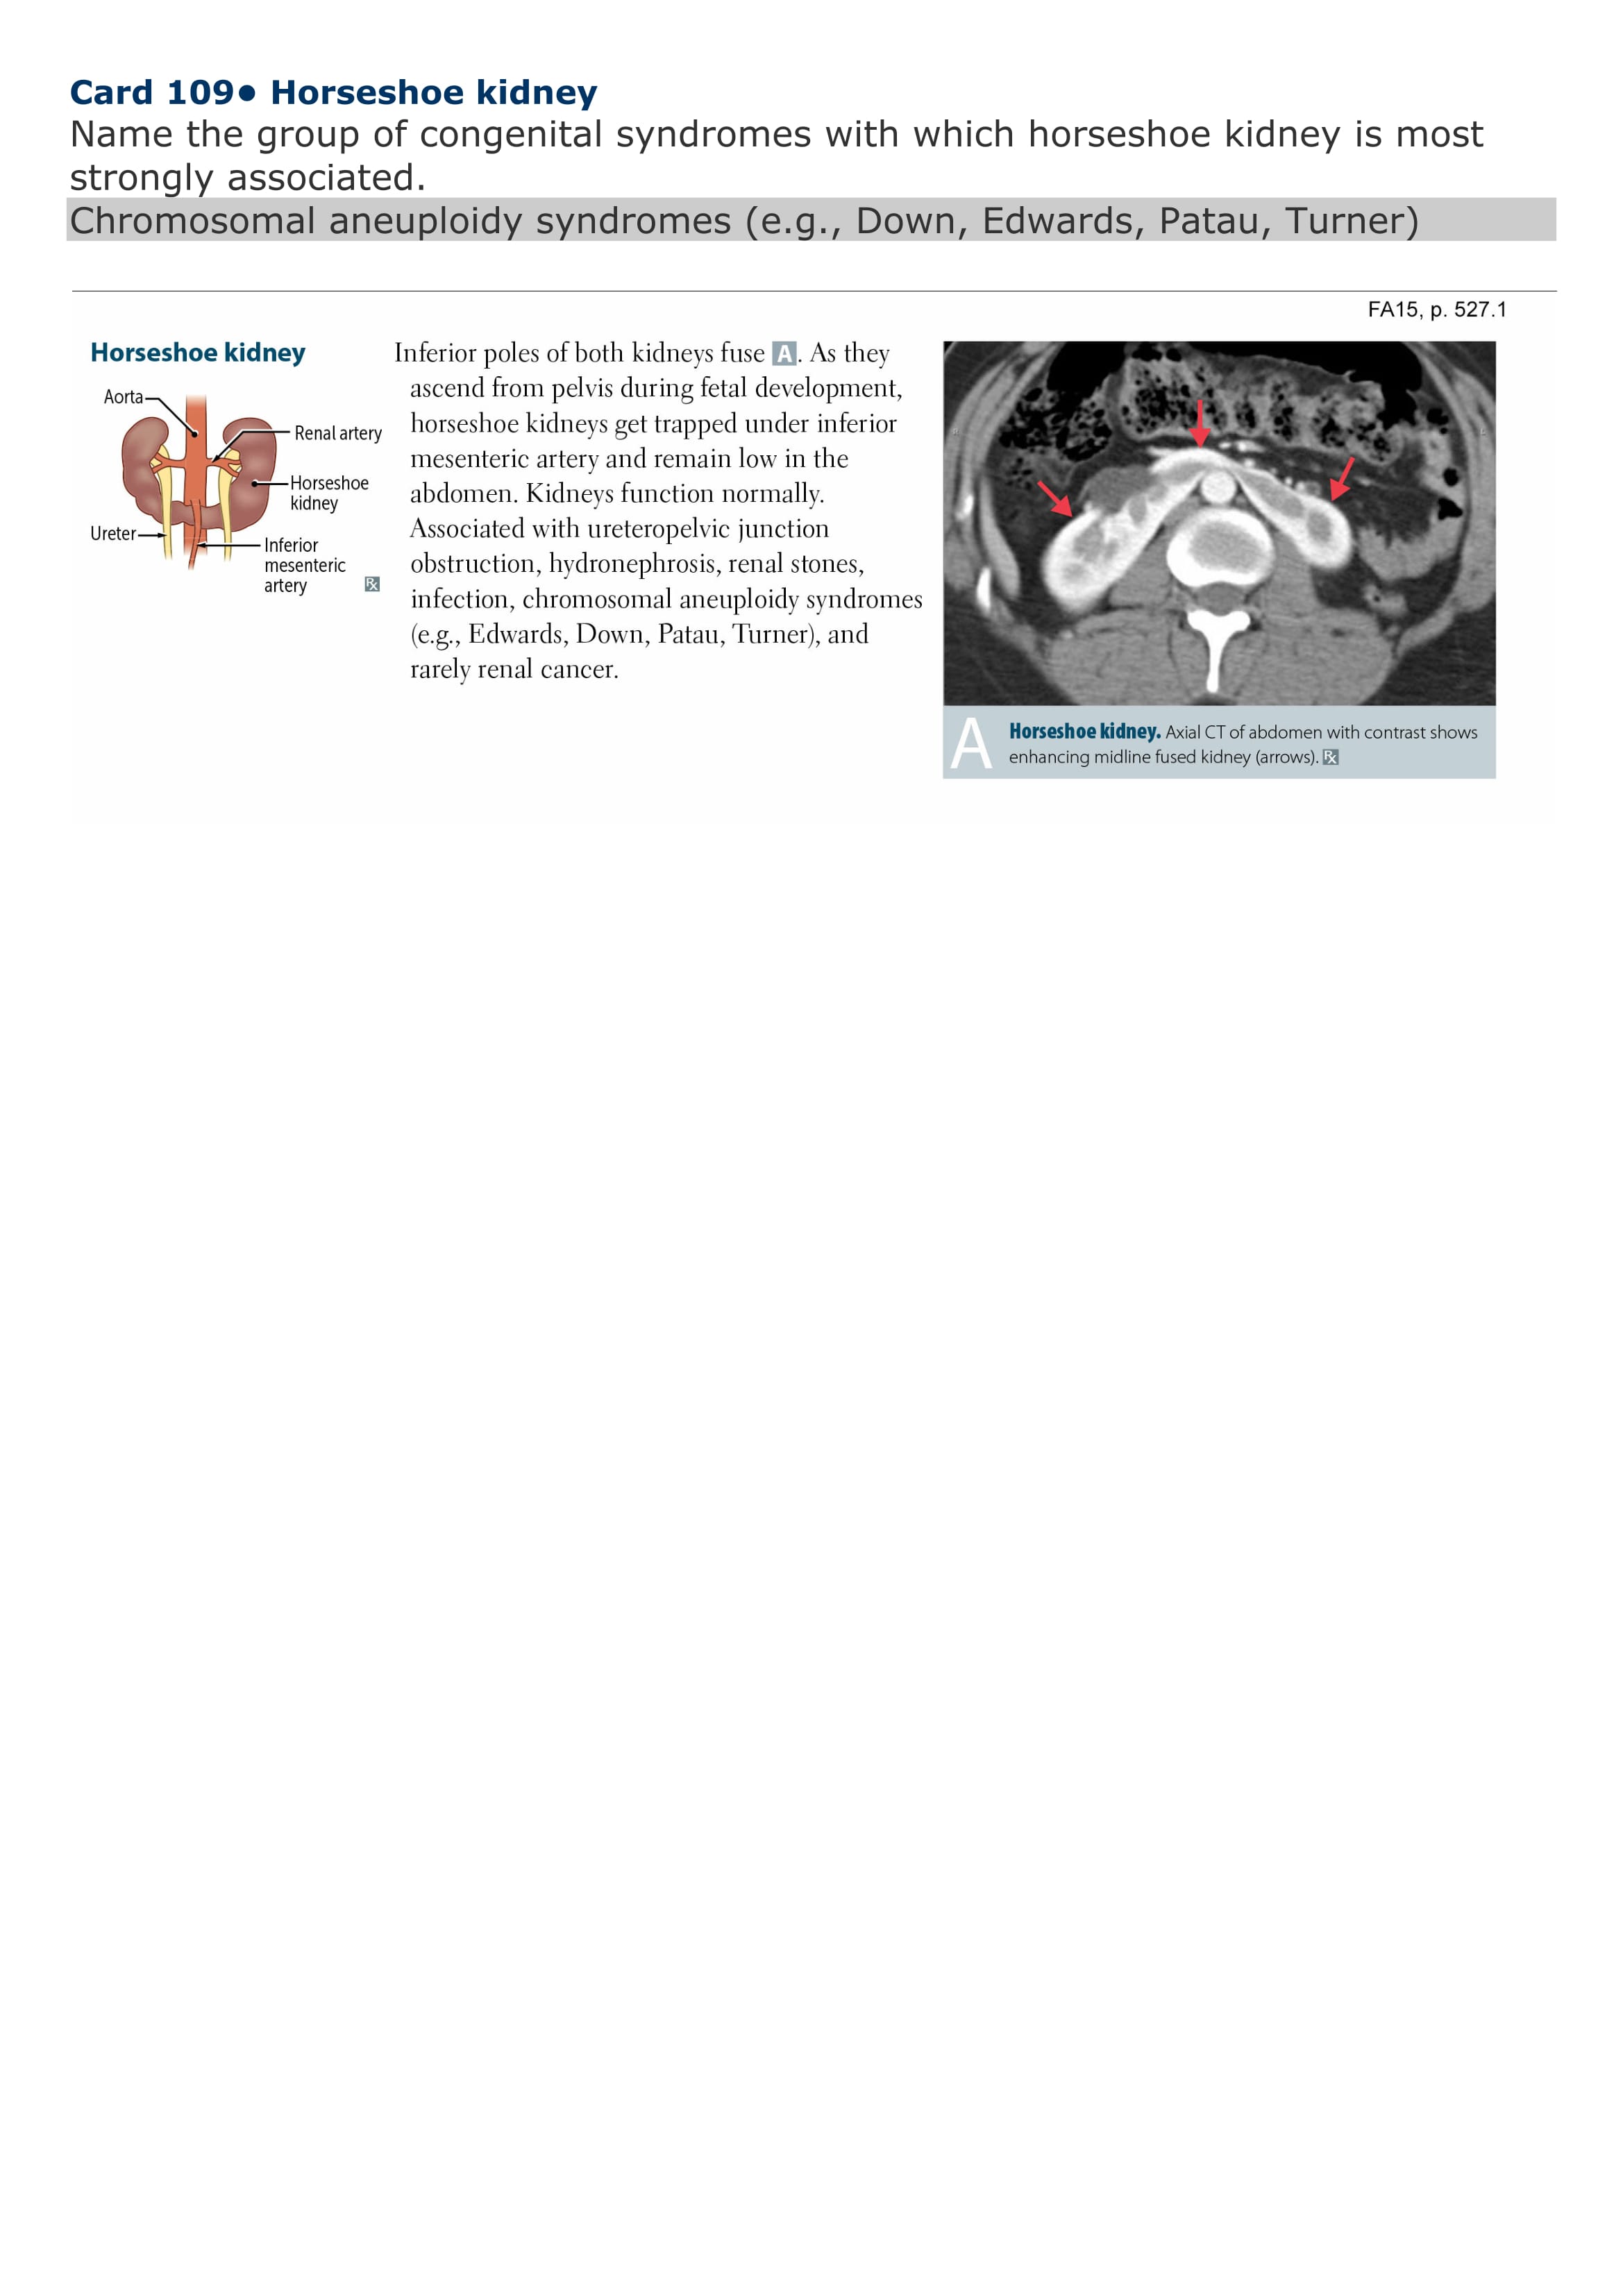 Card 109• Horseshoe kidney
Name the group of congenital syndromes with which horseshoe kidney is most
strongly associated.
Chromosomal aneuploidy syndromes (e.g., Down, Edwards, Patau, Turner)
FA15, p. 527.1
Horseshoe kidney
Aorta
Renal artery
Horseshoe
kidney
Ureter
Inferior
mesenteric
artery
Rx
Inferior poles of both kidneys fuse A. As they
ascend from pelvis during fetal development,
horseshoe kidneys get trapped under inferior
mesenteric artery and remain low in the
abdomen. Kidneys function normally.
Associated with ureteropelvic junction
obstruction, hydronephrosis, renal stones,
infection, chromosomal aneuploidy syndromes
(e.g., Edwards, Down, Patau, Turner), and
rarely renal cancer.
A
Horseshoe kidney. Axial CT of abdomen with contrast shows
enhancing midline fused kidney (arrows). Rx